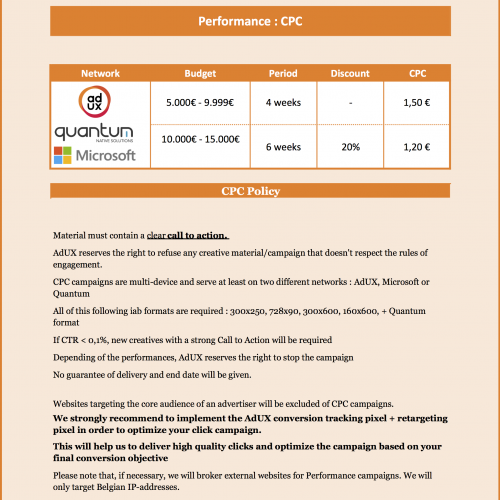 Performance : CPC
Network Budget Period Discount CPC
ad
ux
5.000€ - 9.999€ 4 weeks - 1,50 €
quantum
NATIVE SOLUTIONS
10.000€ - 15.000€ 6 weeks 20% 1,20 €
Microsoft
CPC Policy
Material must contain a clear call to action.
AdUX reserves the right to refuse any creative material/campaign that doesn't respect the rules of
engagement.
CPC campaigns are multi-device and serve at least on two different networks : AdUX, Microsoft or
Quantum
All of this following iab formats are required : 300x250, 728x90, 300x600, 160x600, + Quantum
format
If CTR < 0,1%, new creatives with a strong Call to Action will be required
Depending of the performances, AdUX reserves the right to stop the campaign
No guarantee of delivery and end date will be given.
Websites targeting the core audience of an advertiser will be excluded of CPC campaigns.
We strongly recommend to implement the AdUX conversion tracking pixel + retargeting
pixel in order to optimize your click campaign.
This will help us to deliver high quality clicks and optimize the campaign based on your
final conversion objective
Please note that, if necessary, we will broker external websites for Performance campaigns. We will
only target Belgian IP-addresses.